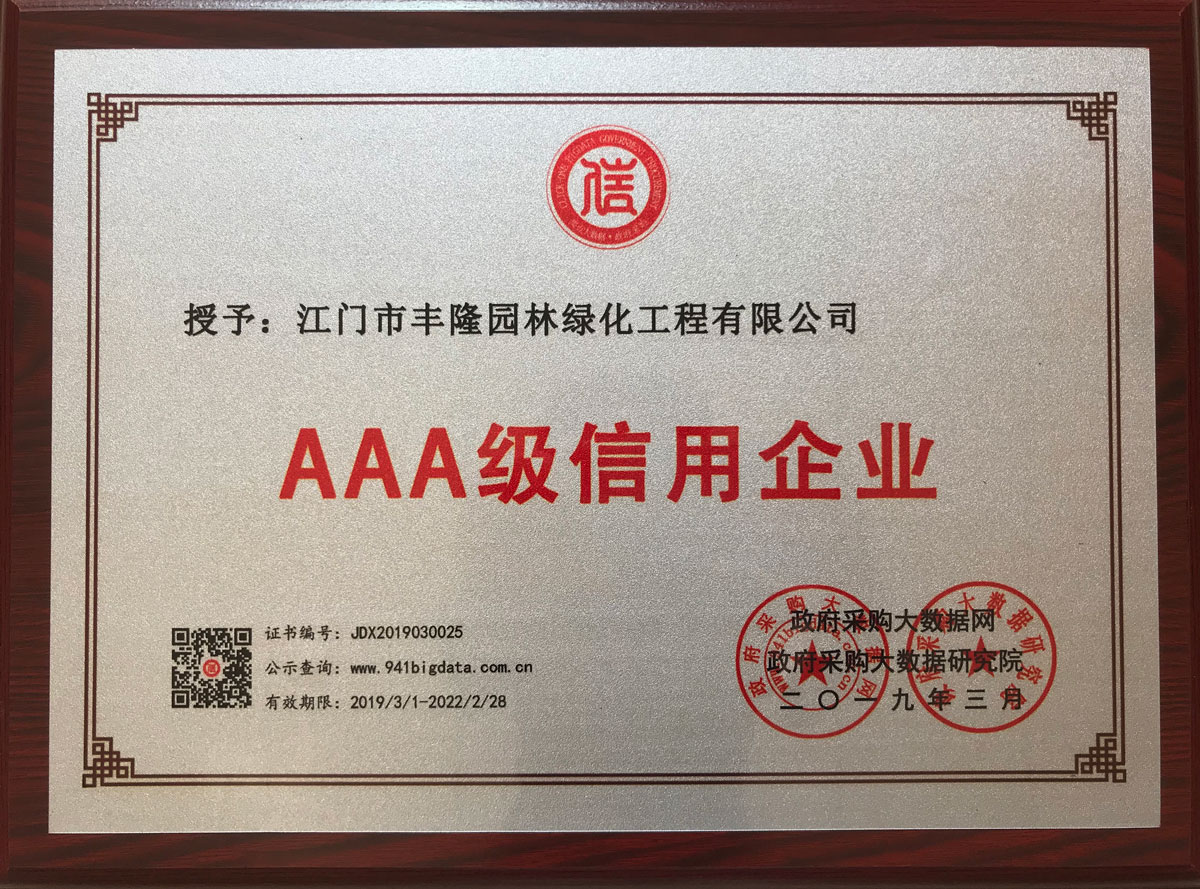 信
授予：江门市丰隆园林绿化工程有限公司
AAA级信用企业
证书编号：JDX2019030025
公示查询：www.941bigdata.com.cn
有效期限：2019/3/1-2022/2/28
政府采购大数据网
政府采购大数据研究院
二〇一九年三月